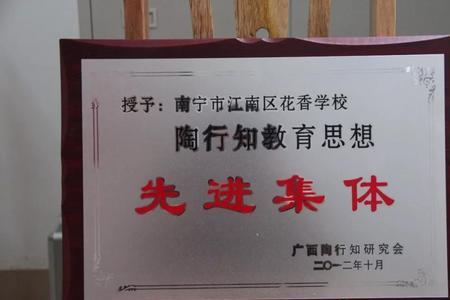 授予：南宁市江南区花香学校
陶行知教育思想
先进集体
广西陶行知研究会
二〇一二年十月